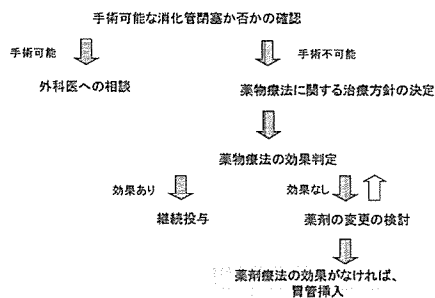 手術可能な消化管閉塞か否かの確認
手術可能
手術不可能
外科医への相談
薬物療法に関する治療方針の決定
薬物療法の効果判定
効果あり
効果なし
継続投与
薬剤の変更の検討
薬剤療法の効果がなければ、
胃管挿入